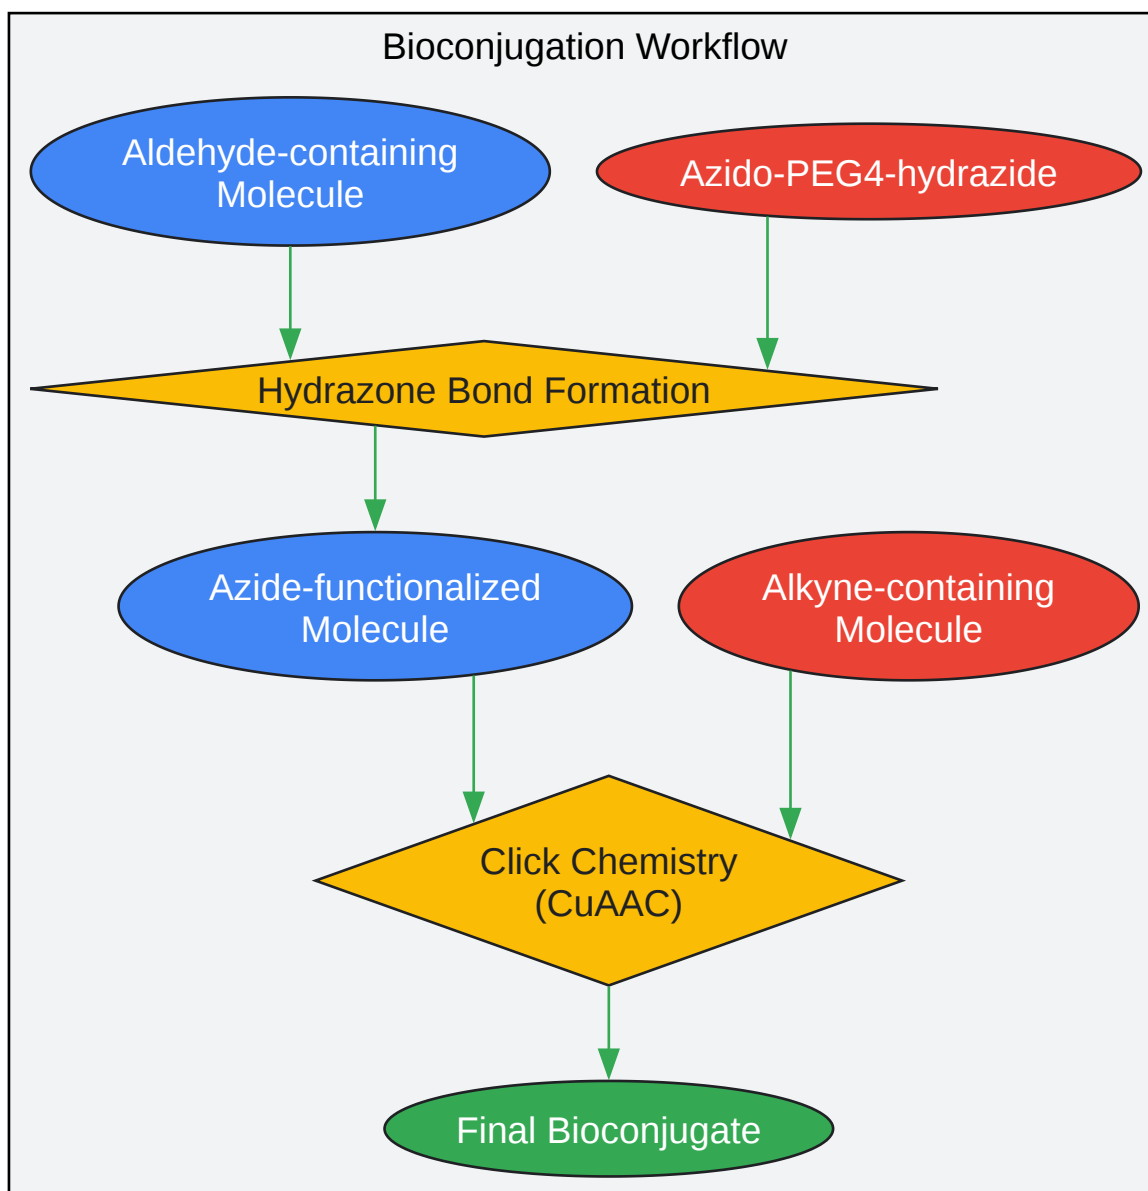 Bioconjugation Workflow
Aldehyde-containing
Molecule
Azido-PEG4-hydrazide
Hydrazone Bond Formation
Azide-functionalized
Molecule
Alkyne-containing
Molecule
Click Chemistry
(CuAAC)
Final Bioconjugate